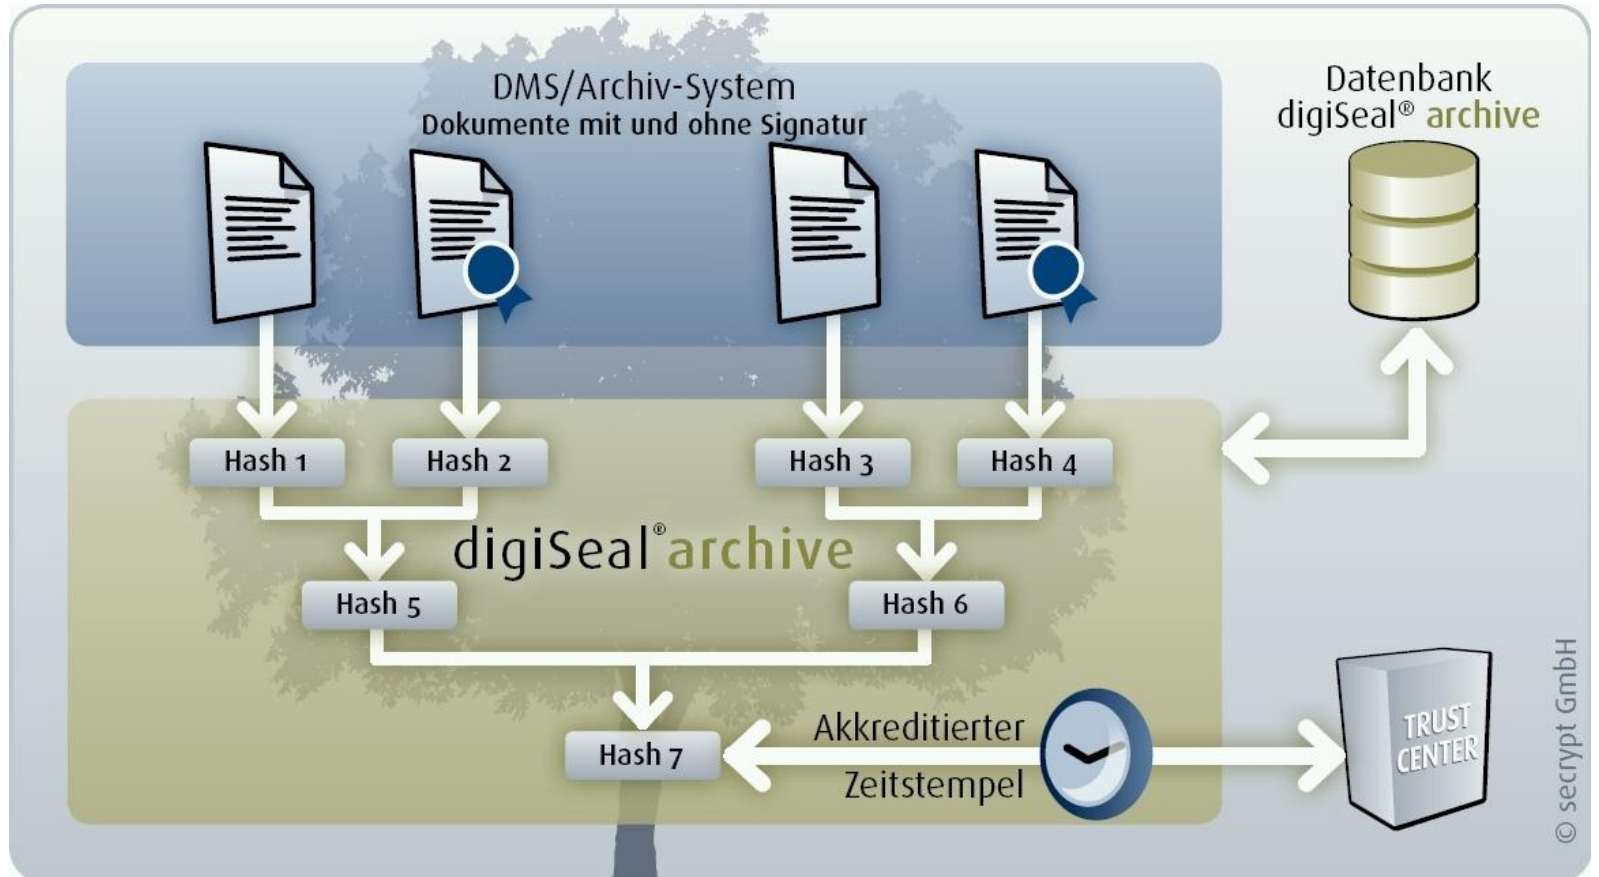 DMS/Archiv-System
Dokumente mit und ohne Signatur
Datenbank
digiSeal® archive
Hash 1
Hash 2
Hash 3
Hash 4
digiSeal® archive
Hash 5
Hash 6
Hash 7
Akkreditierter
Zeitstempel
TRUST
CENTER
© secrypt GmbH